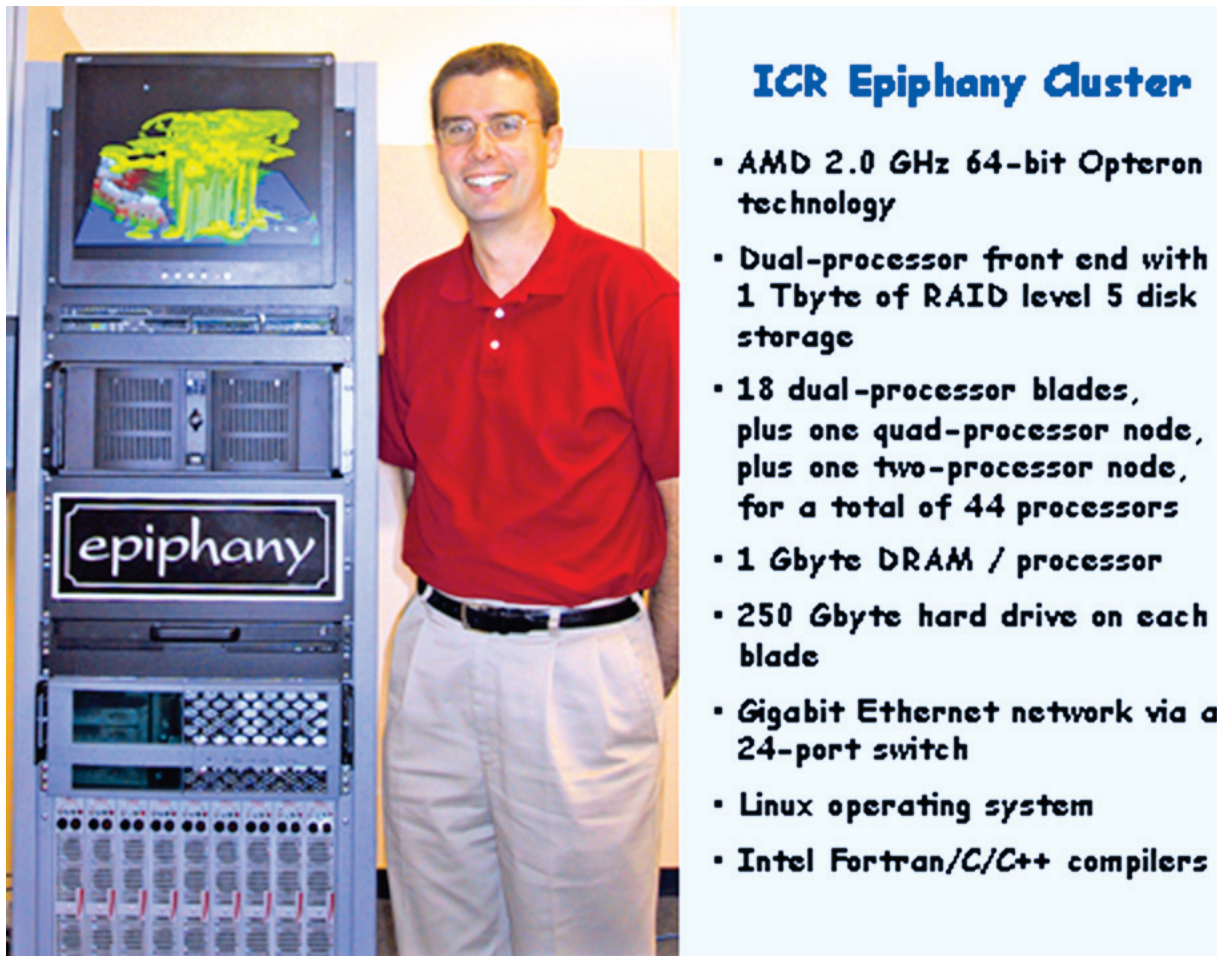 epiphany
ICR Epiphany Cluster
▪ AMD 2.0 GHz 64-bit Opteron
technology
▪ Dual-processor front end with
1 Tbyte of RAID level 5 disk
storage
▪ 18 dual-processor blades,
plus one quad-processor node,
plus one two-processor node,
for a total of 44 processors
▪ 1 Gbyte DRAM / processor
▪ 250 Gbyte hard drive on each
blade
▪ Gigabit Ethernet network via a
24-port switch
▪ Linux operating system
▪ Intel Fortran/C/C++ compilers